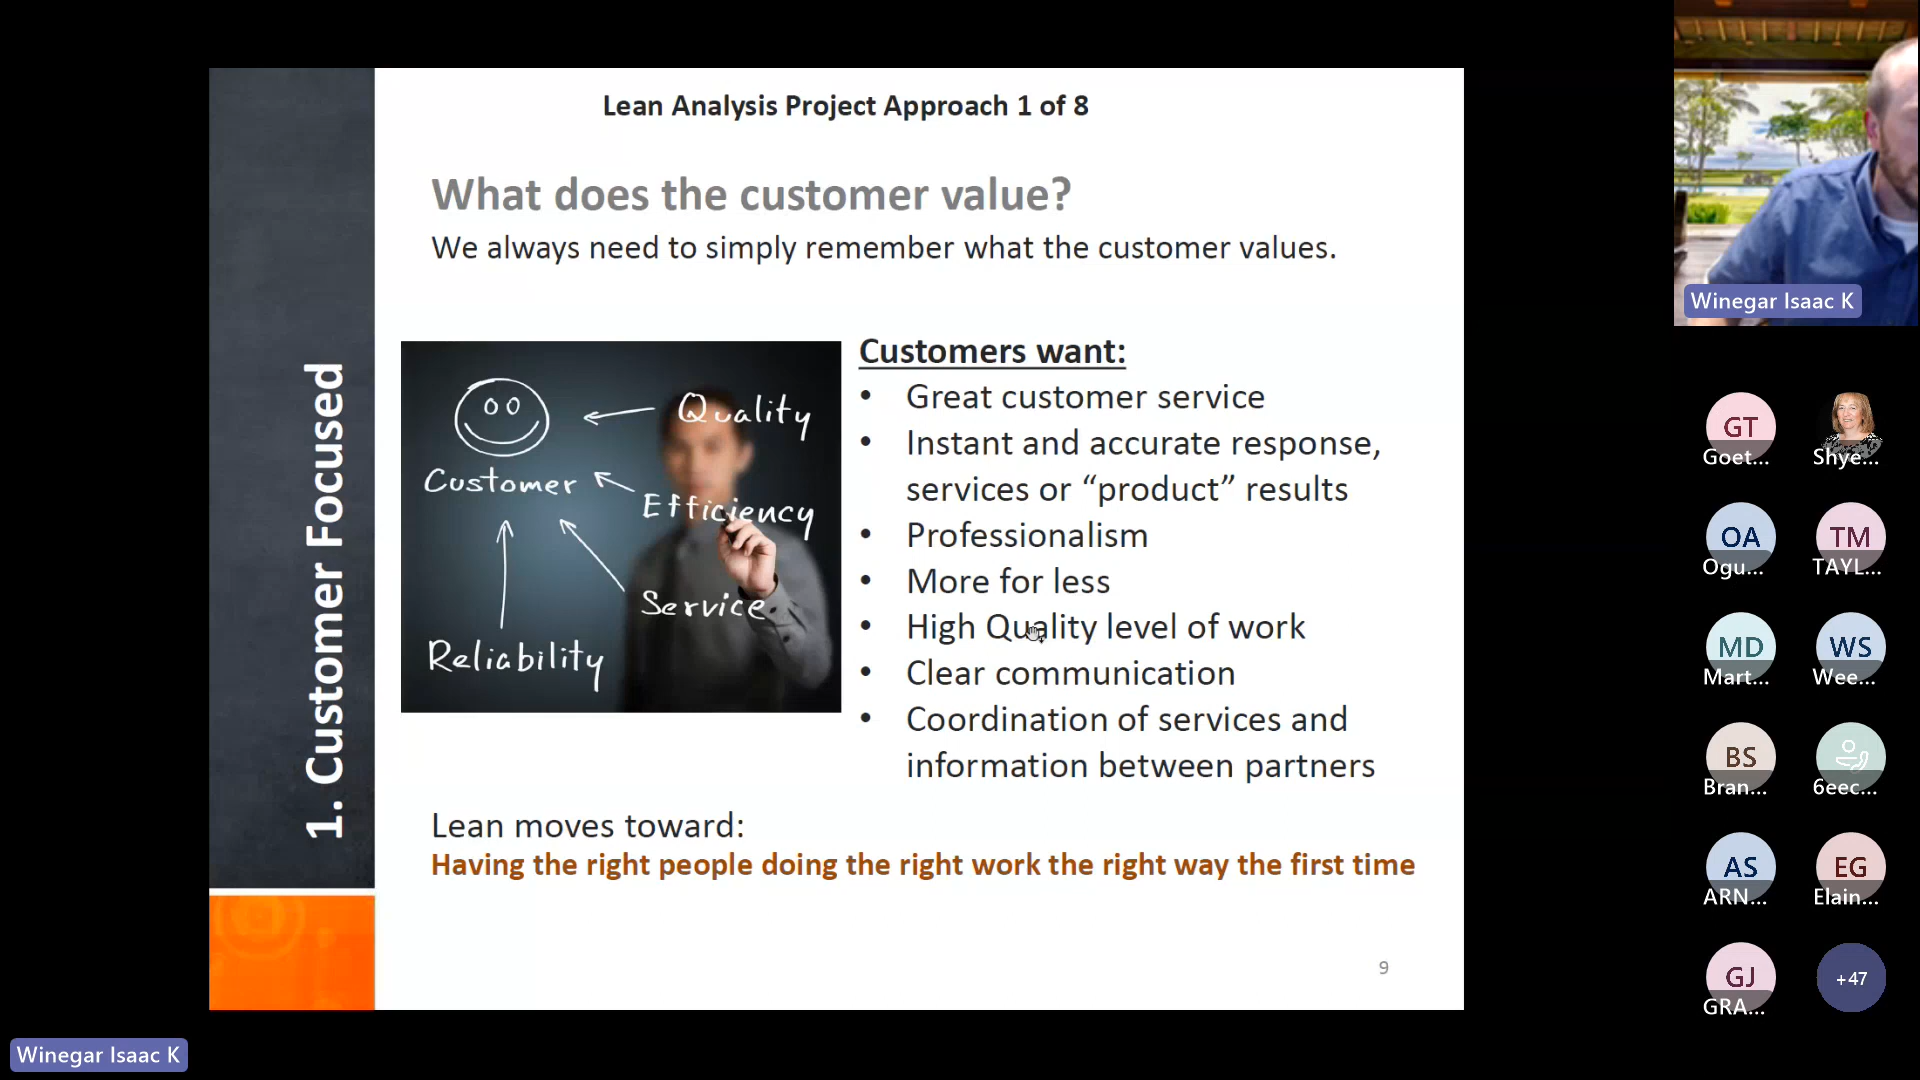 Lean Analysis Project Approach 1 of 8
What does the customer value?
We always need to simply remember what the customer values.
1. Customer Focused
Quality
Customer
Efficiency
Service
Reliability
Customers want:
• Great customer service
• Instant and accurate response,
services or “product” results
• Professionalism
• More for less
• High Quality level of work
• Clear communication
• Coordination of services and
information between partners
Lean moves toward:
Having the right people doing the right work the right way the first time
9
Winegar Isaac K
Winegar Isaac K
GT
Goet...
Shye...
OA
Ogu...
TM
TAYL...
MD
Mart...
WS
Wee...
BS
Bran...
6eec...
AS
ARN...
EG
Elain...
GJ
GRA...
+47